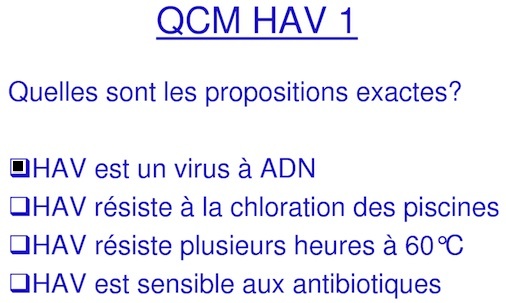 QCM HAV 1
Quelles sont les propositions exactes?
HAV est un virus à ADN
HAV résiste à la chloration des piscines
HAV résiste plusieurs heures à 60°C
HAV est sensible aux antibiotiques